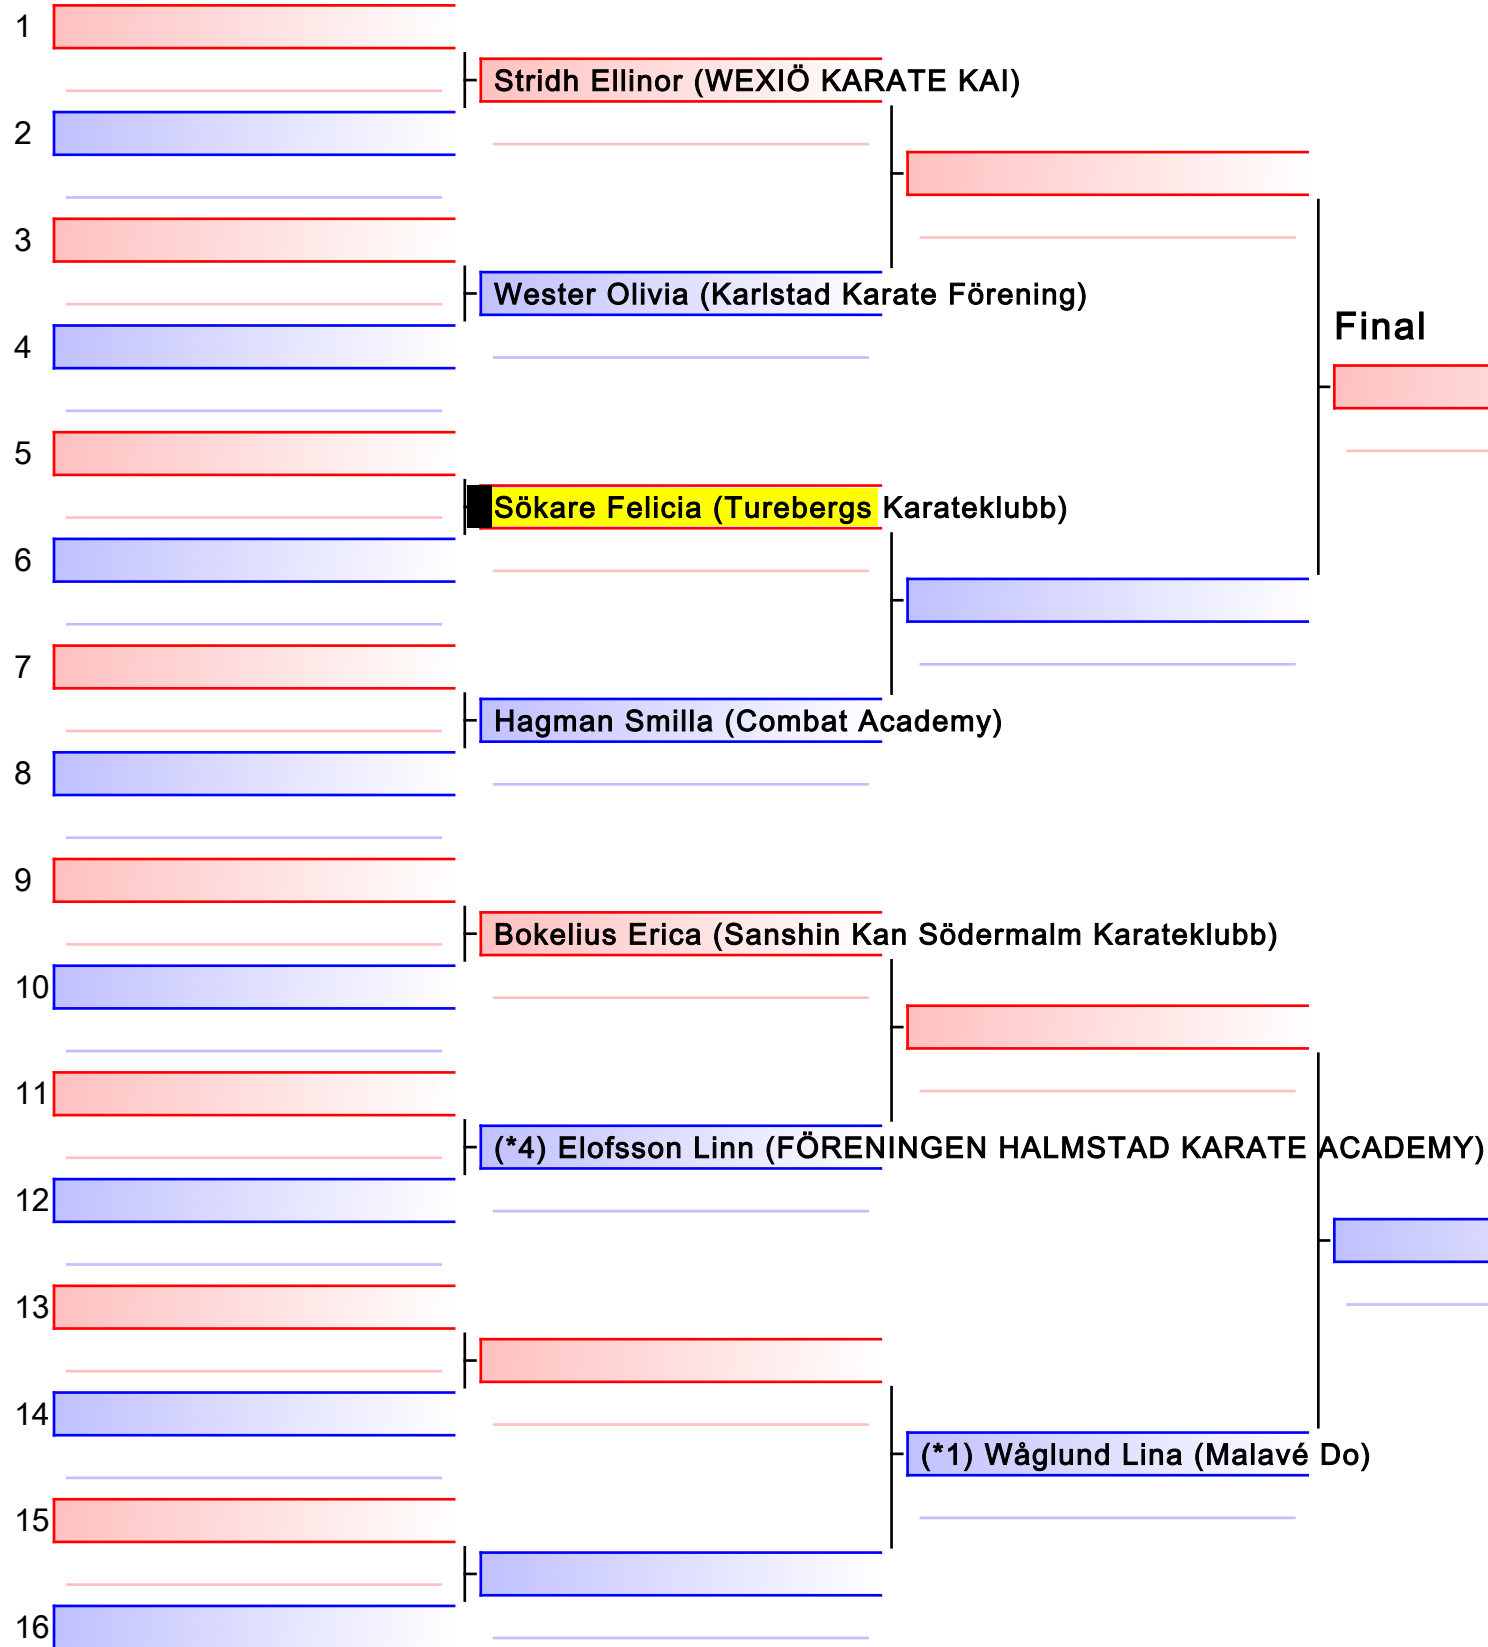 1
Stridh Ellinor (WEXIÖ KARATE KAI)
2
3
Wester Olivia (Karlstad Karate Förening)
Final
4
5
Sökare Felicia (Turebergs Karateklubb)
6
7
Hagman Smilla (Combat Academy)
8
9
Bokelius Erica (Sanshin Kan Södermalm Karateklubb)
10
11
(*4) Elofsson Linn (FÖRENINGEN HALMSTAD KARATE ACADEMY)
12
13
14
(*1) Wåglund Lina (Malavé Do)
15
16